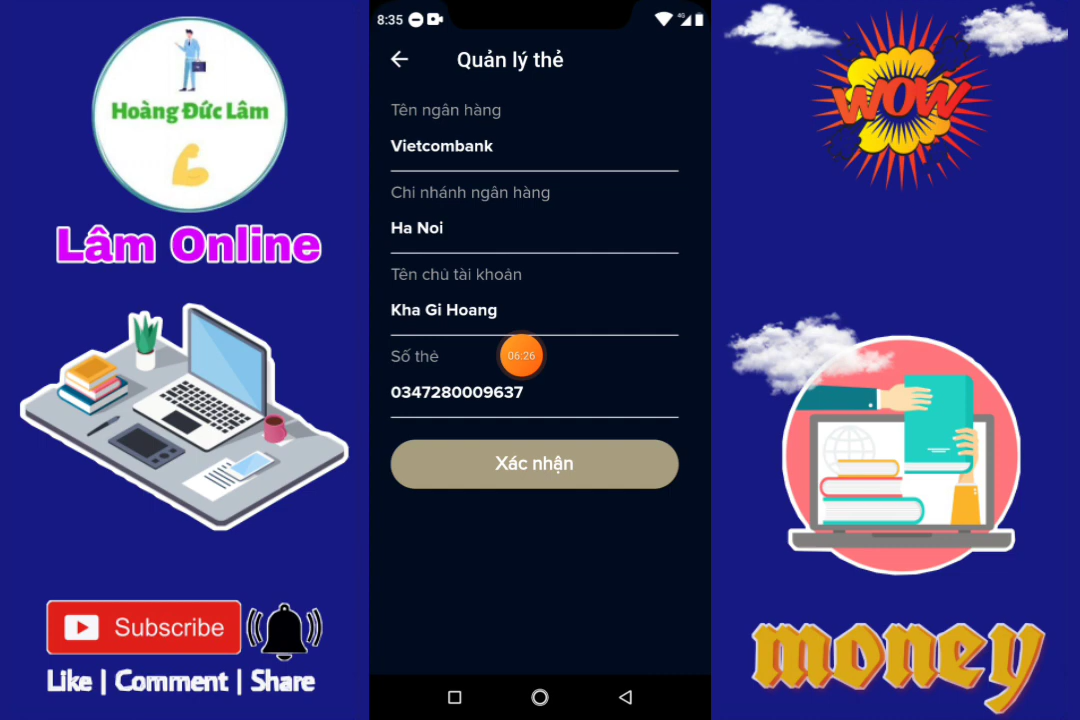 Hoàng Đức Lâm
Lâm Online
Subscribe
Like | Comment | Share
8:35
4G
Quản lý thẻ
Tên ngân hàng
Vietcombank
Chi nhánh ngân hàng
Ha Noi
Tên chủ tài khoản
Kha Gi Hoang
Số thẻ
06:26
0347280009637
Xác nhận
WOW
money